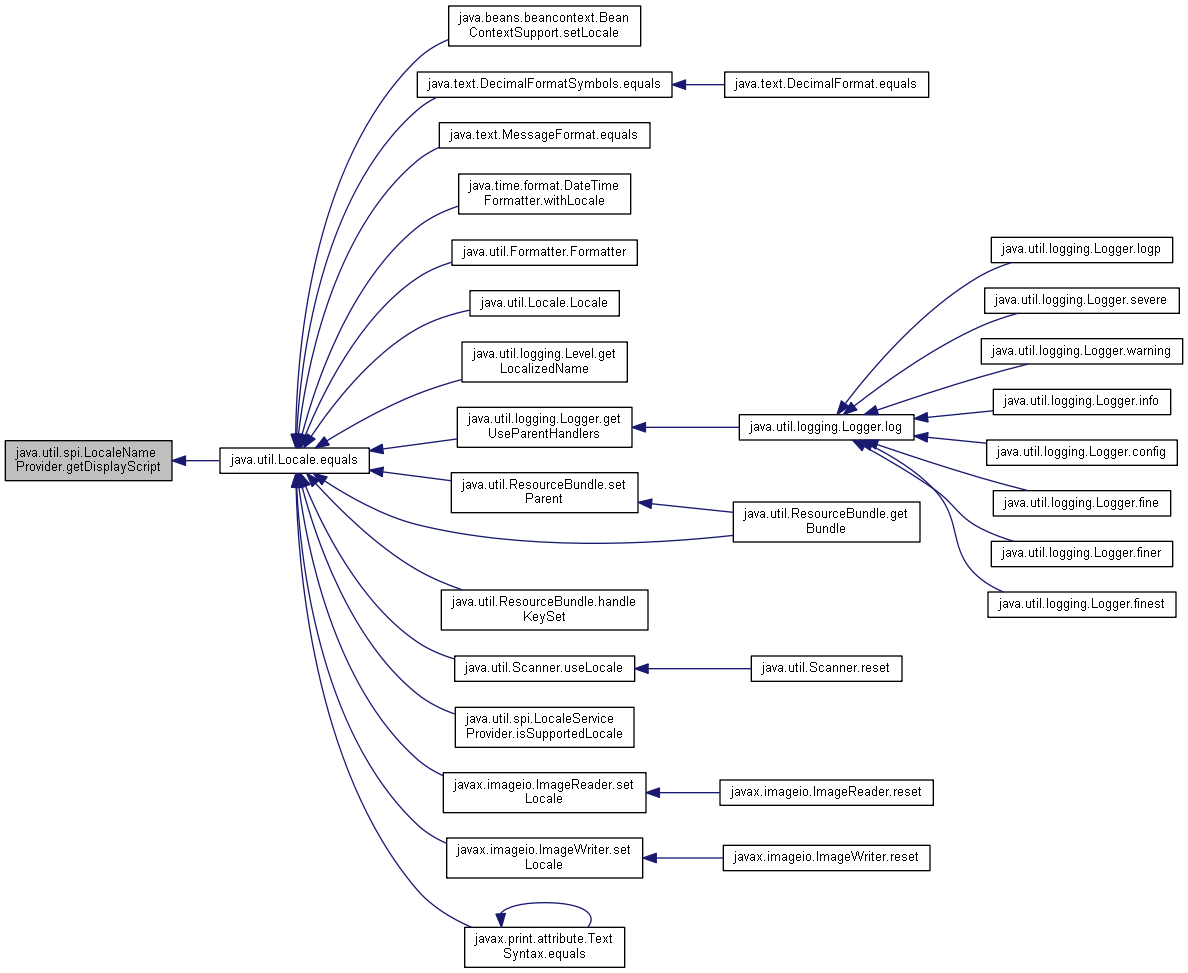 java.beans.beancontext.Bean
ContextSupport.setLocale
java.text.DecimalFormatSymbols.equals
java.text.DecimalFormat.equals
java.text.MessageFormat.equals
java.time.format.DateTime
Formatter.withLocale
java.util.Formatter.Formatter
java.util.Locale.Locale
java.util.logging.Level.get
LocalizedName
java.util.logging.Logger.get
UseParentHandlers
java.util.logging.Logger.log
java.util.logging.Logger.logp
java.util.logging.Logger.severe
java.util.logging.Logger.warning
java.util.logging.Logger.info
java.util.logging.Logger.config
java.util.logging.Logger.fine
java.util.logging.Logger.finer
java.util.logging.Logger.finest
java.util.spi.LocaleName
Provider.getDisplayScript
java.util.Locale.equals
java.util.ResourceBundle.set
Parent
java.util.ResourceBundle.get
Bundle
java.util.ResourceBundle.handle
KeySet
java.util.Scanner.useLocale
java.util.Scanner.reset
java.util.spi.LocaleService
Provider.isSupportedLocale
javax.imageio.ImageReader.set
Locale
javax.imageio.ImageReader.reset
javax.imageio.ImageWriter.set
Locale
javax.imageio.ImageWriter.reset
javax.print.attribute.Text
Syntax.equals